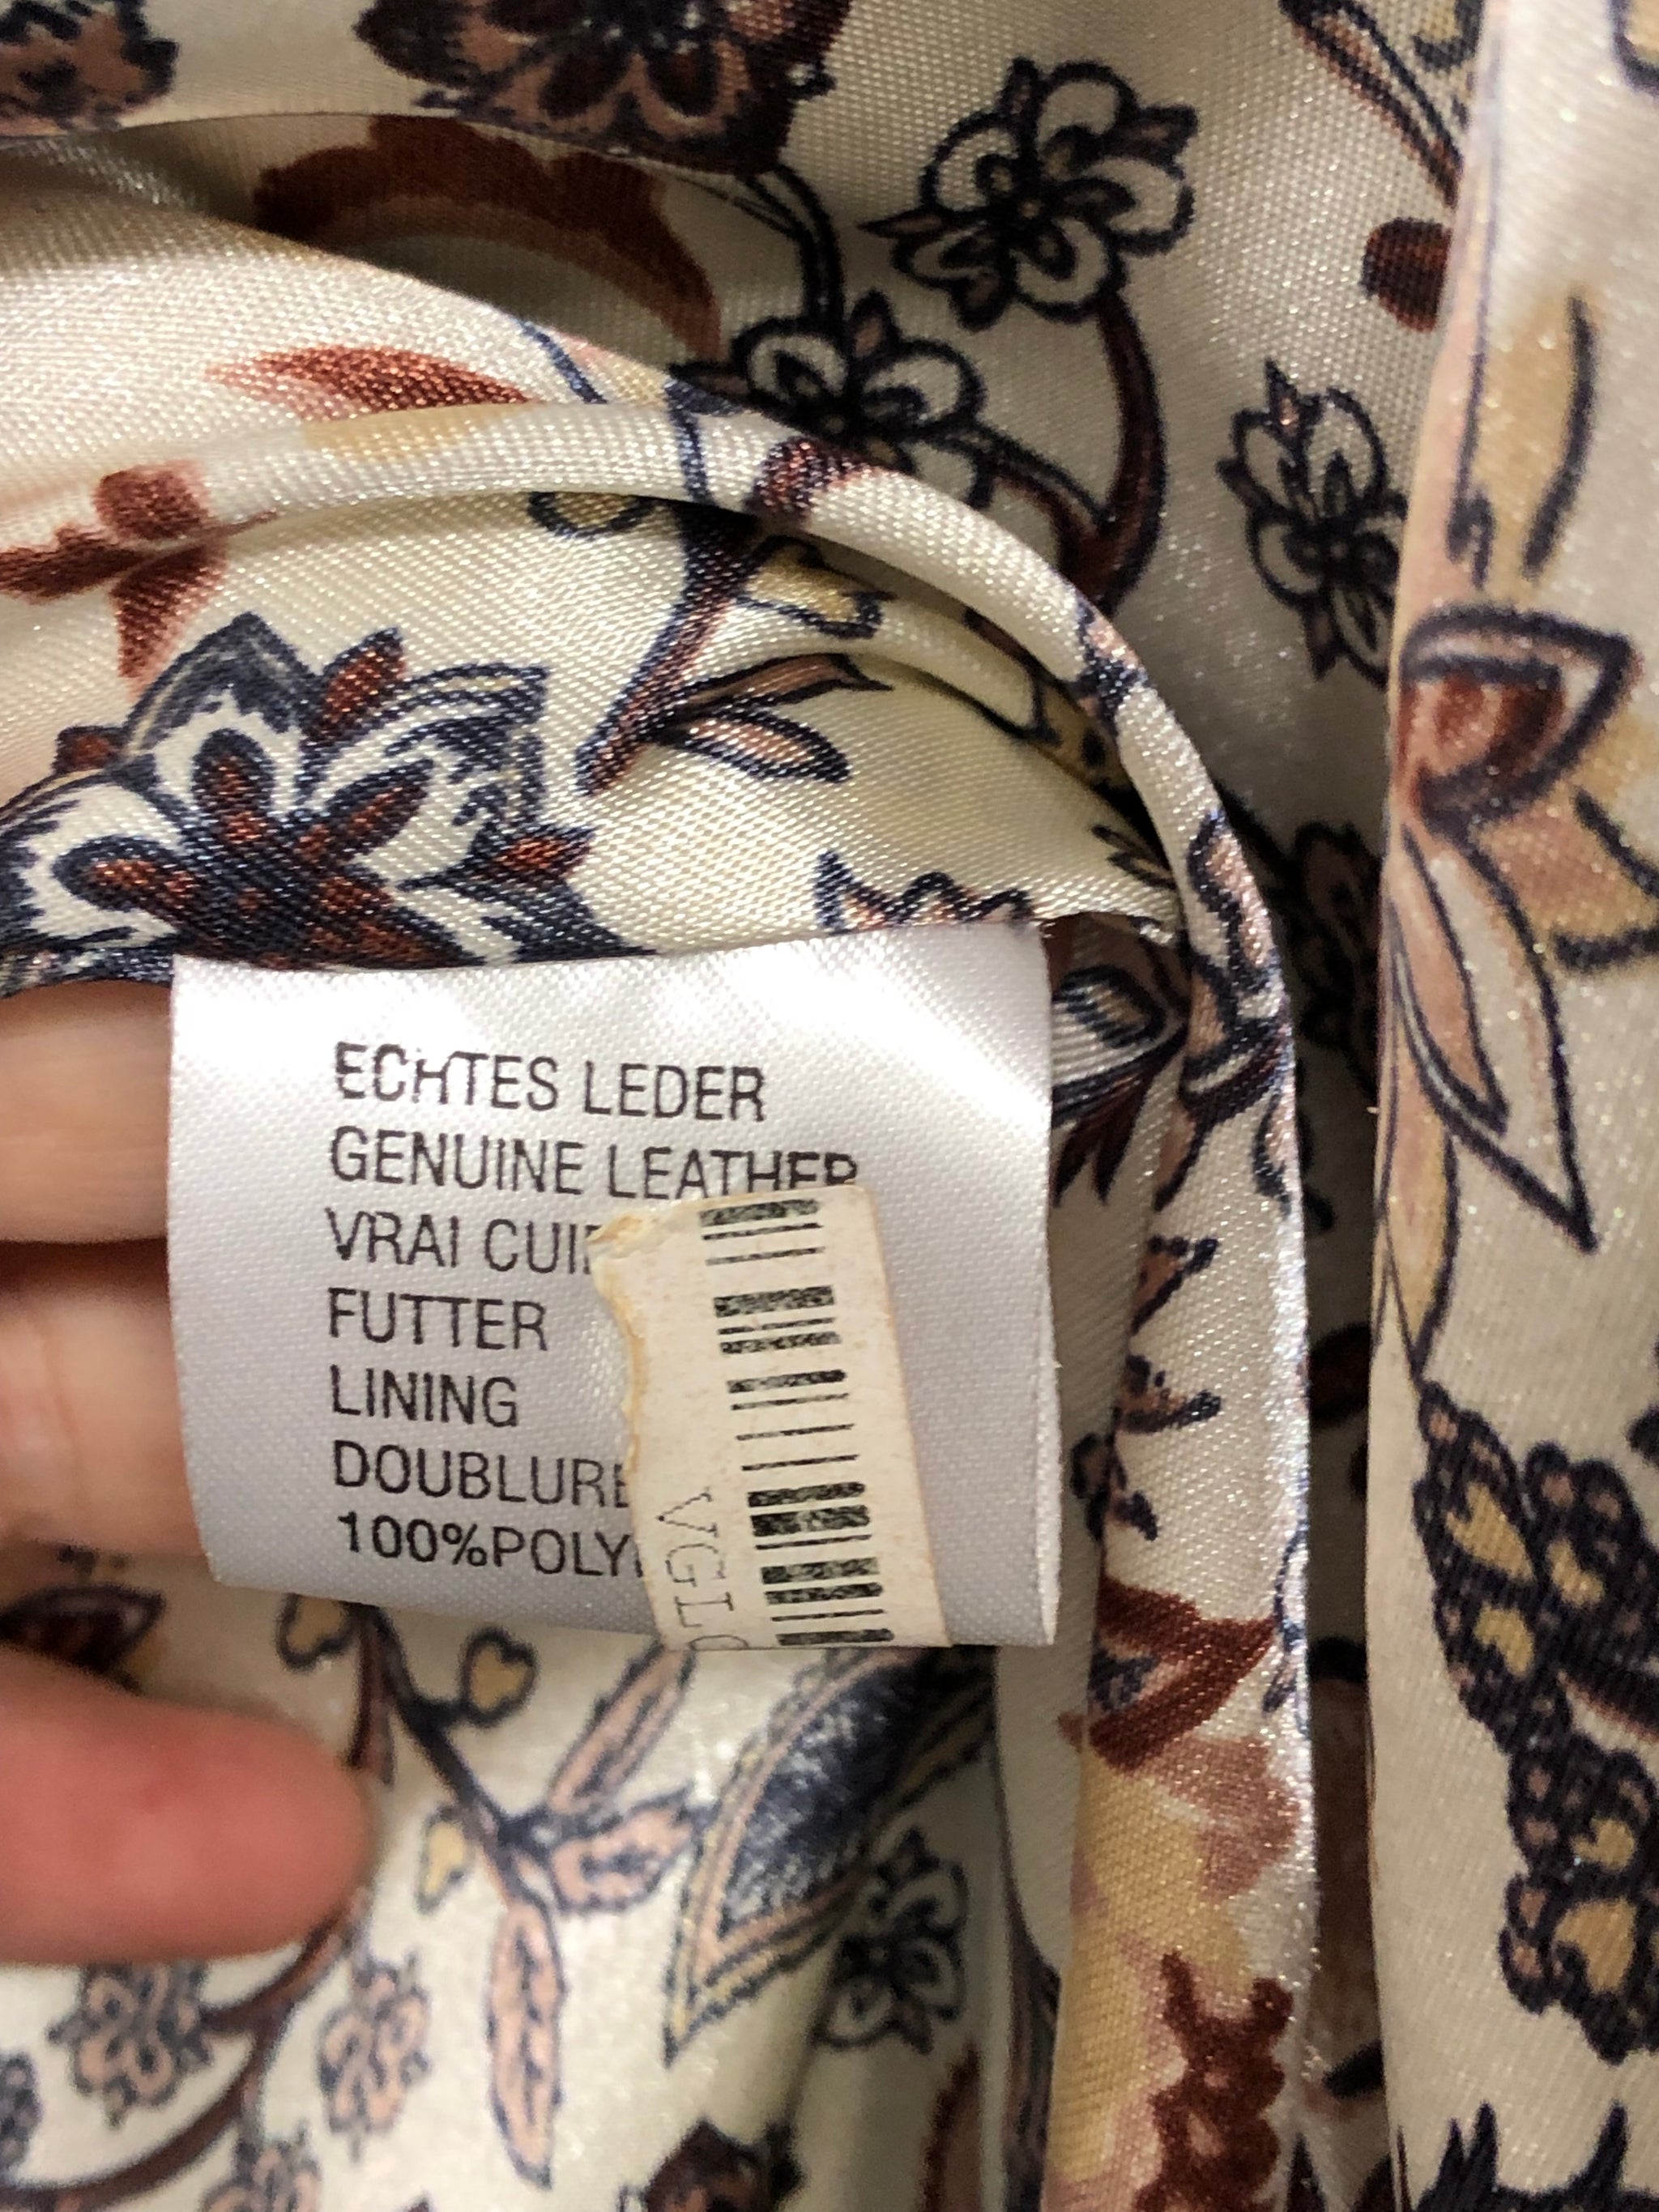 ECHTES LEDER
GENUINE LEATHER
VRAI CUI
FUTTER
LINING
DOUBLURE
100%POLY
VGL